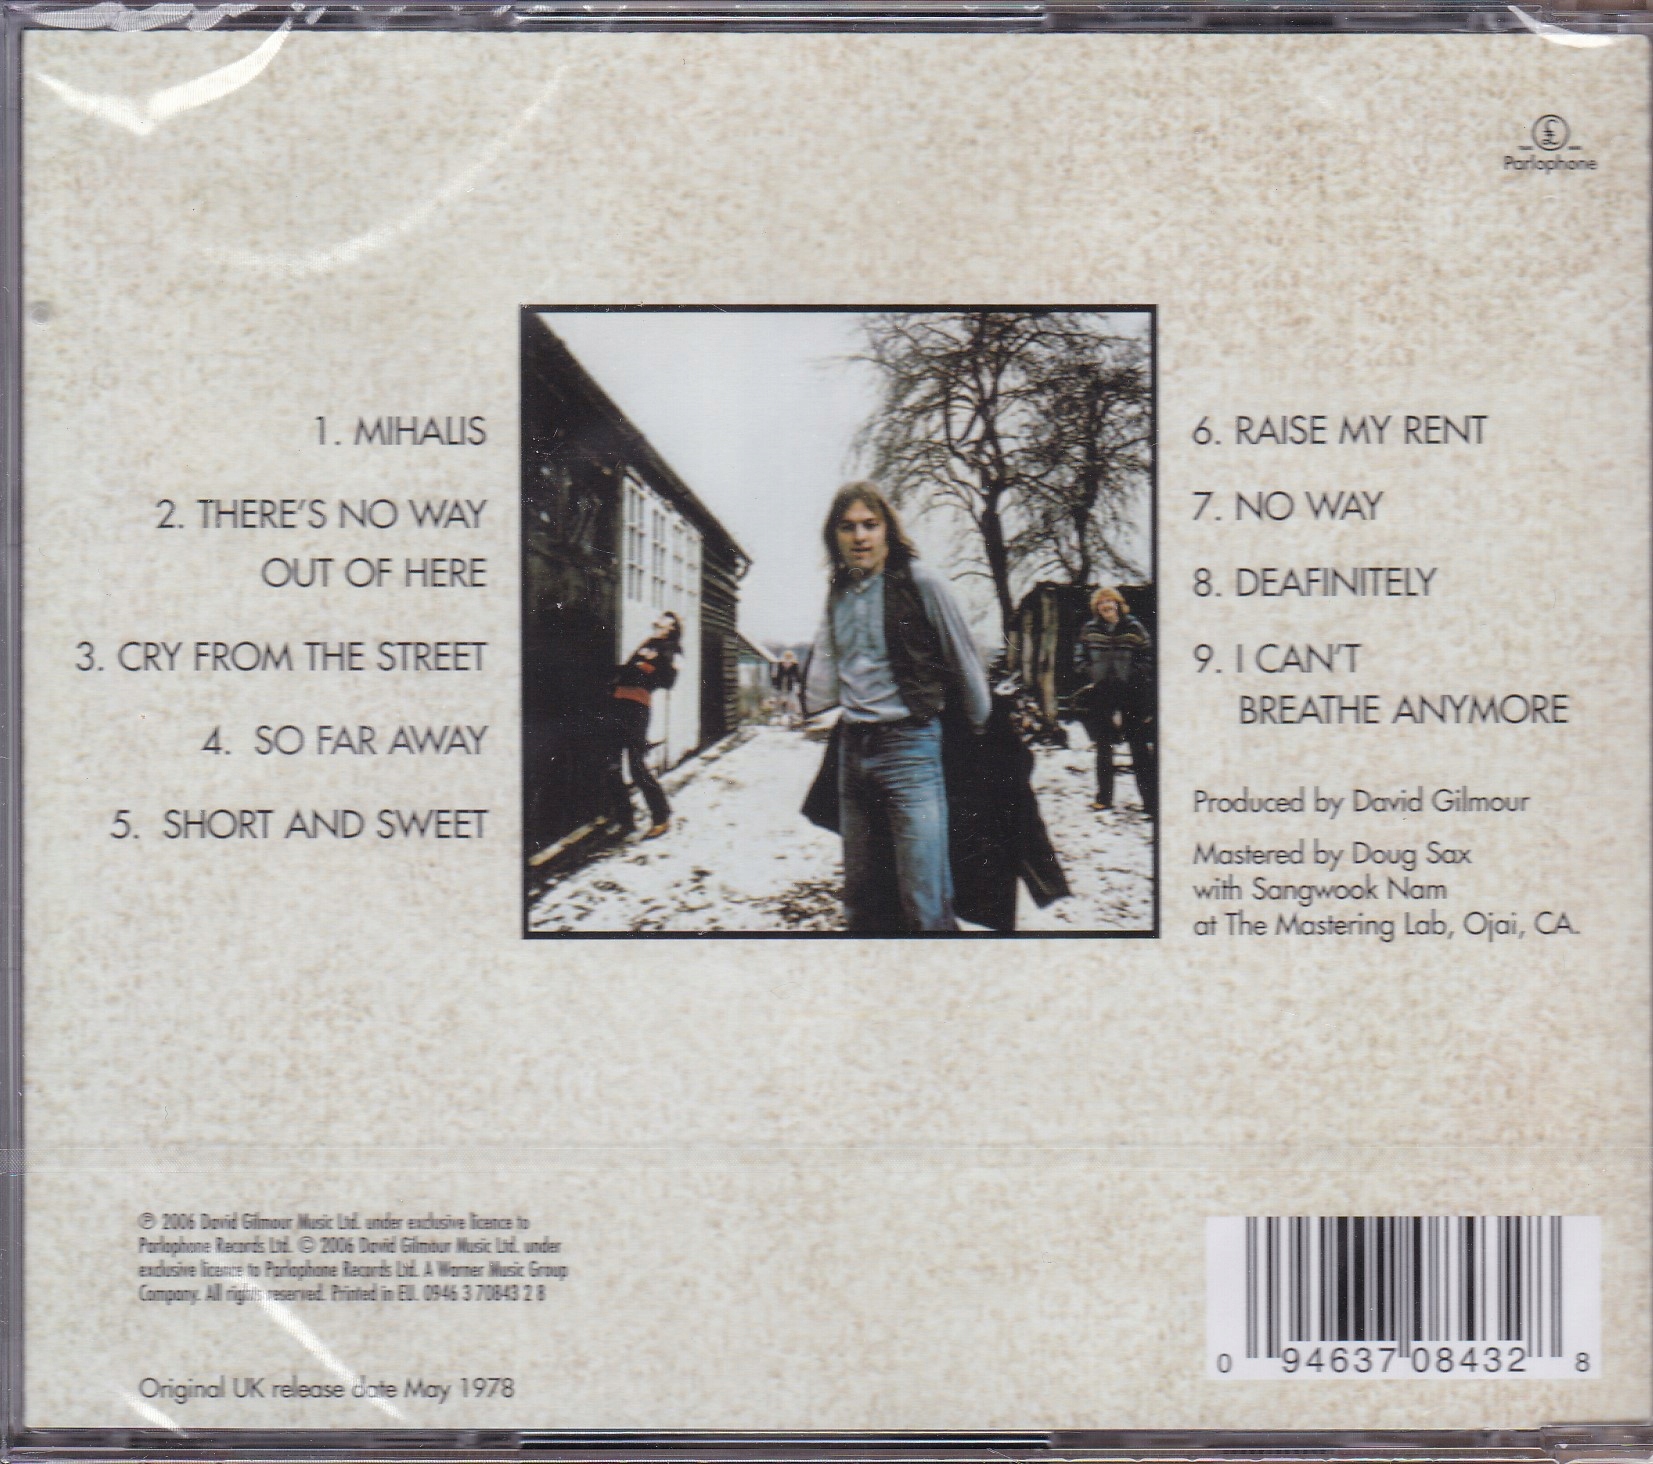 Parlophone
1. MIHALIS
2. THERE'S NO WAY
OUT OF HERE
3. CRY FROM THE STREET
4. SO FAR AWAY
5. SHORT AND SWEET
6. RAISE MY RENT
7. NO WAY
8. DEAFINITELY
9. I CAN'T
BREATHE ANYMORE
Produced by David Gilmour
Mastered by Doug Sax
with Sangwook Nam
at The Mastering Lab, Ojai, CA.
℗ 2006 David Gilmour Music Ltd. under exclusive licence to
Parlophone Records Ltd. © 2006 David Gilmour Music Ltd. under
exclusive licence to Parlophone Records Ltd. A Warner Music Group
Company. All rights reserved. Printed in EU. 0946 3 70843 2 8
Original UK release date May 1978
0 94637 08432 8